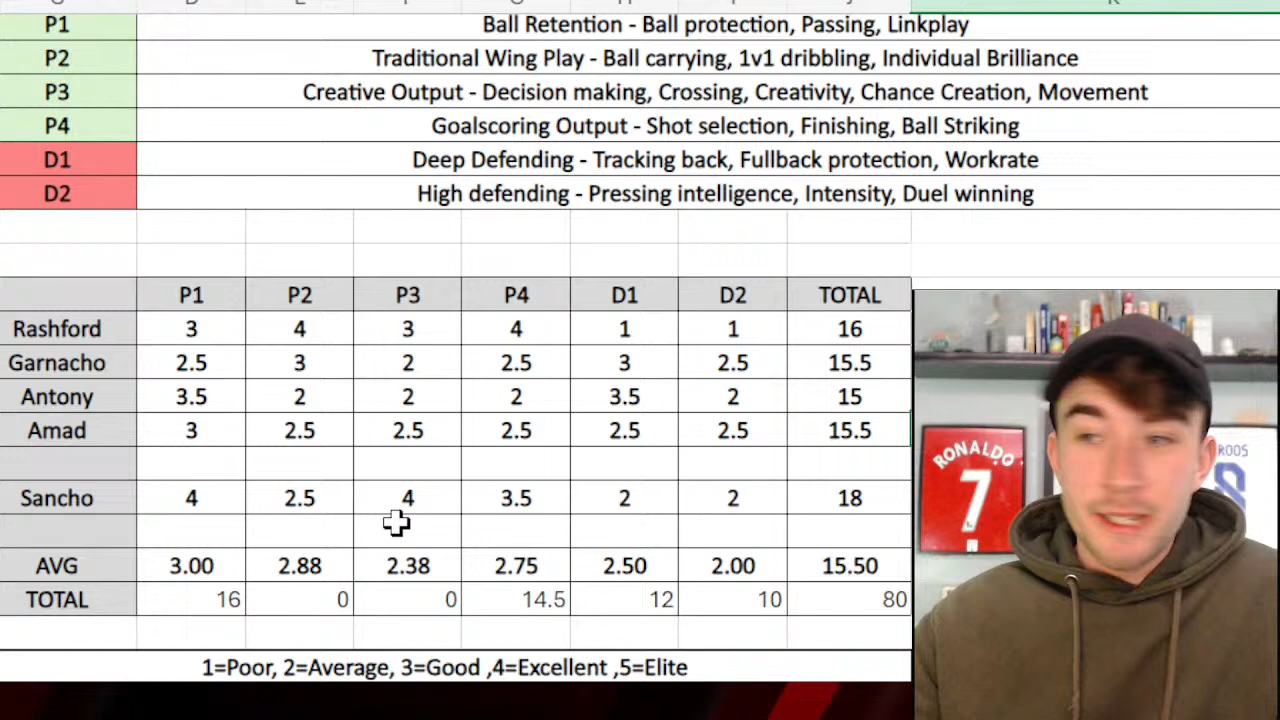 P1 Ball Retention - Ball protection, Passing, Linkplay
P2 Traditional Wing Play - Ball carrying, 1v1 dribbling, Individual Brilliance
P3 Creative Output - Decision making, Crossing, Creativity, Chance Creation, Movement
P4 Goalscoring Output - Shot selection, Finishing, Ball Striking
D1 Deep Defending - Tracking back, Fullback protection, Workrate
D2 High defending - Pressing intelligence, Intensity, Duel winning
P1 P2 P3 P4 D1 D2 TOTAL
Rashford 3 4 3 4 1 1 16
Garnacho 2.5 3 2 2.5 3 2.5 15.5
Antony 3.5 2 2 2 3.5 2 15
Amad 3 2.5 2.5 2.5 2.5 2.5 15.5
Sancho 4 2.5 4 3.5 2 2 18
AVG 3.00 2.88 2.38 2.75 2.50 2.00 15.50
TOTAL 16 0 0 14.5 12 10 80
1=Poor, 2=Average, 3=Good ,4=Excellent ,5=Elite
RONALDO
7
ROOS